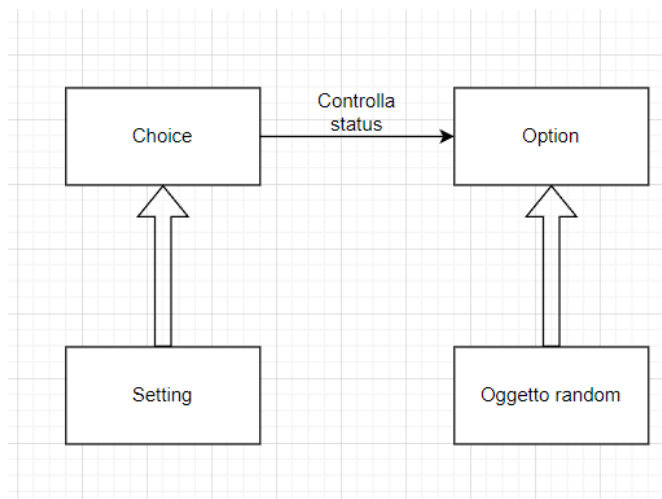 Choice
Controlla
status
Option
Setting
Oggetto random